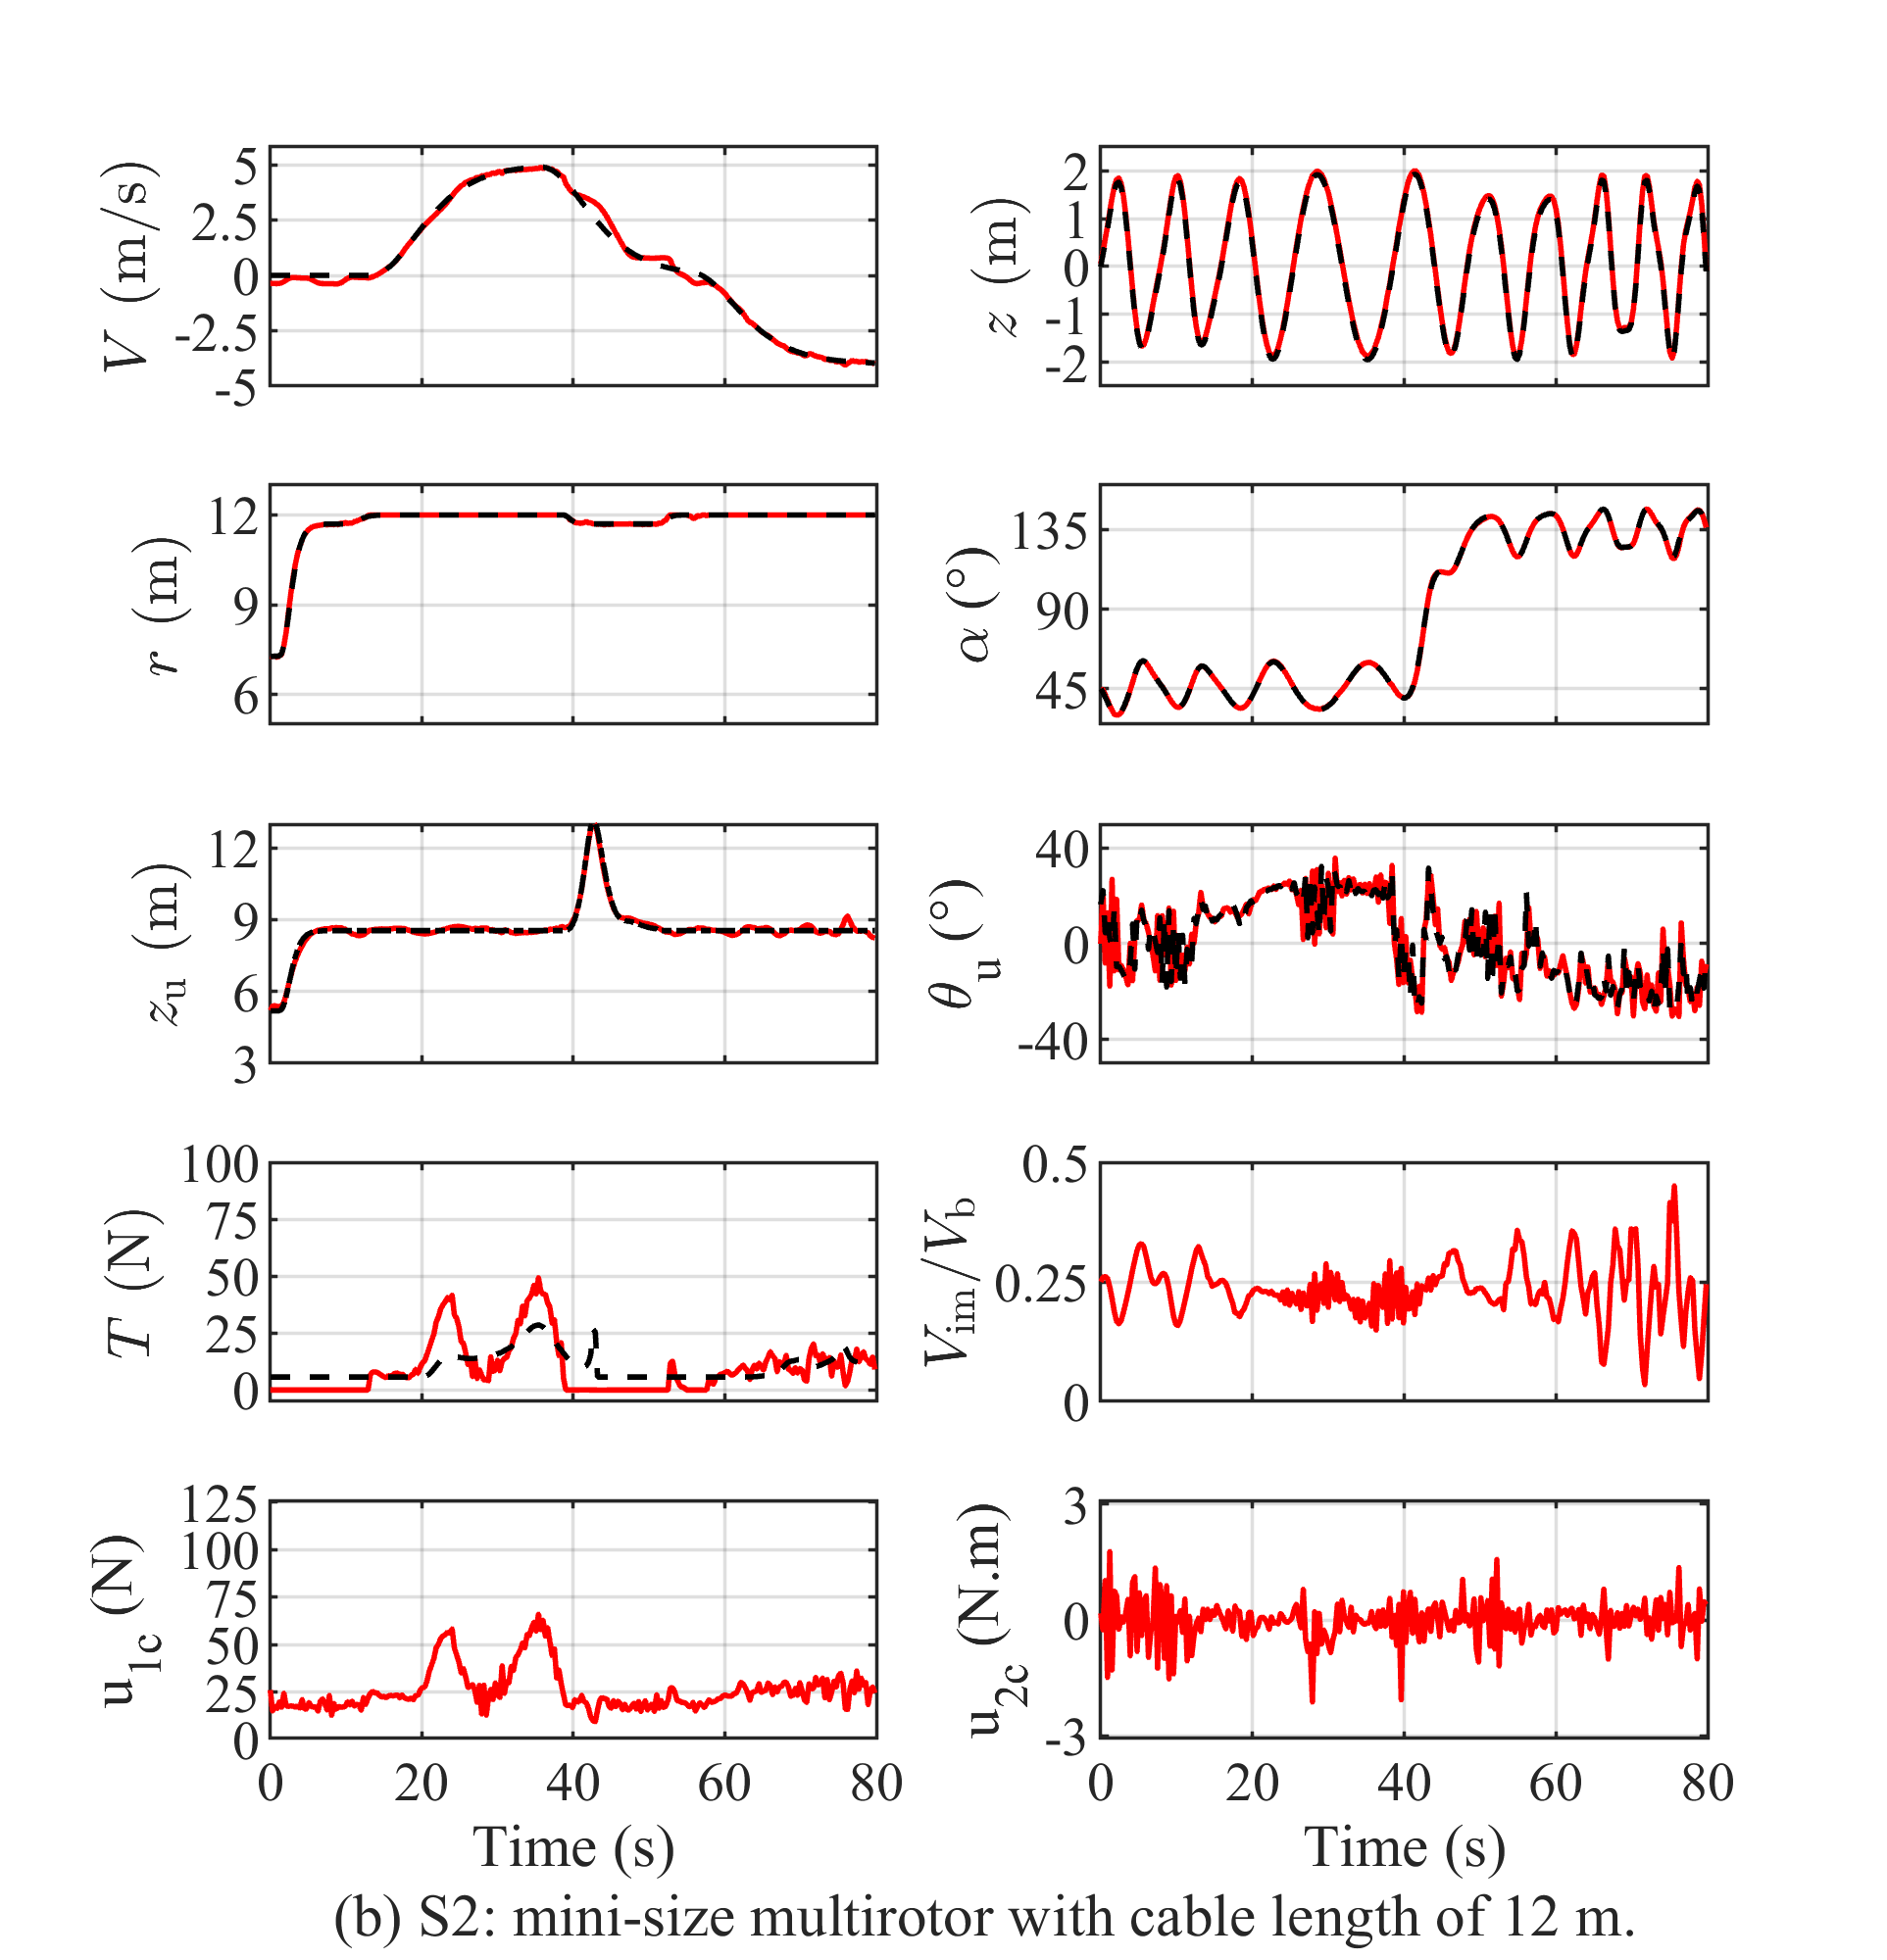 V (m/s)
5
2.5
0
-2.5
-5
z (m)
2
1
0
-1
-2
r (m)
12
9
6
α (°)
135
90
45
z_u (m)
12
9
6
3
θ_u (°)
40
0
-40
T (N)
100
75
50
25
0
V_im/V_b
0.5
0.25
0
u_1c (N)
125
100
75
50
25
0
u_2c (N.m)
3
0
-3
0 20 40 60 80
0 20 40 60 80
Time (s)
Time (s)
(b) S2: mini-size multirotor with cable length of 12 m.